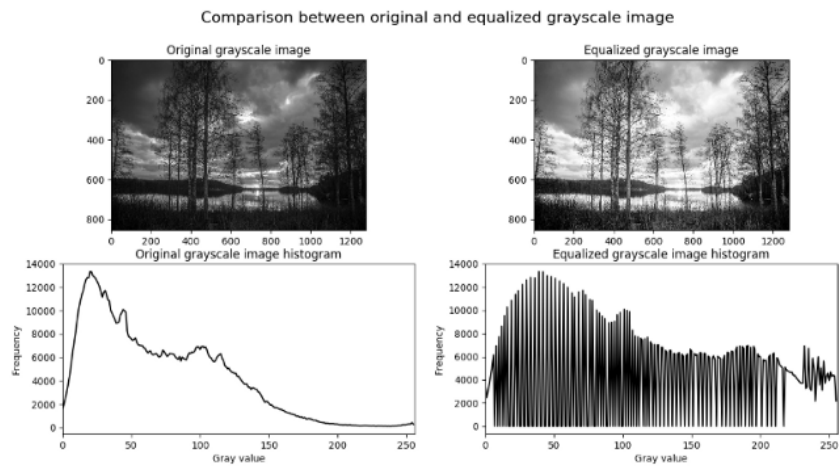 Comparison between original and equalized grayscale image
Original grayscale image
0
200
400
600
800
0 200 400 600 800 1000 1200
Equalized grayscale image
0
200
400
600
800
0 200 400 600 800 1000 1200
Original grayscale image histogram
14000
12000
10000
8000
6000
4000
2000
0
Frequency
0 50 100 150 200 250
Gray value
Equalized grayscale image histogram
14000
12000
10000
8000
6000
4000
2000
0
Frequency
0 50 100 150 200 250
Gray value